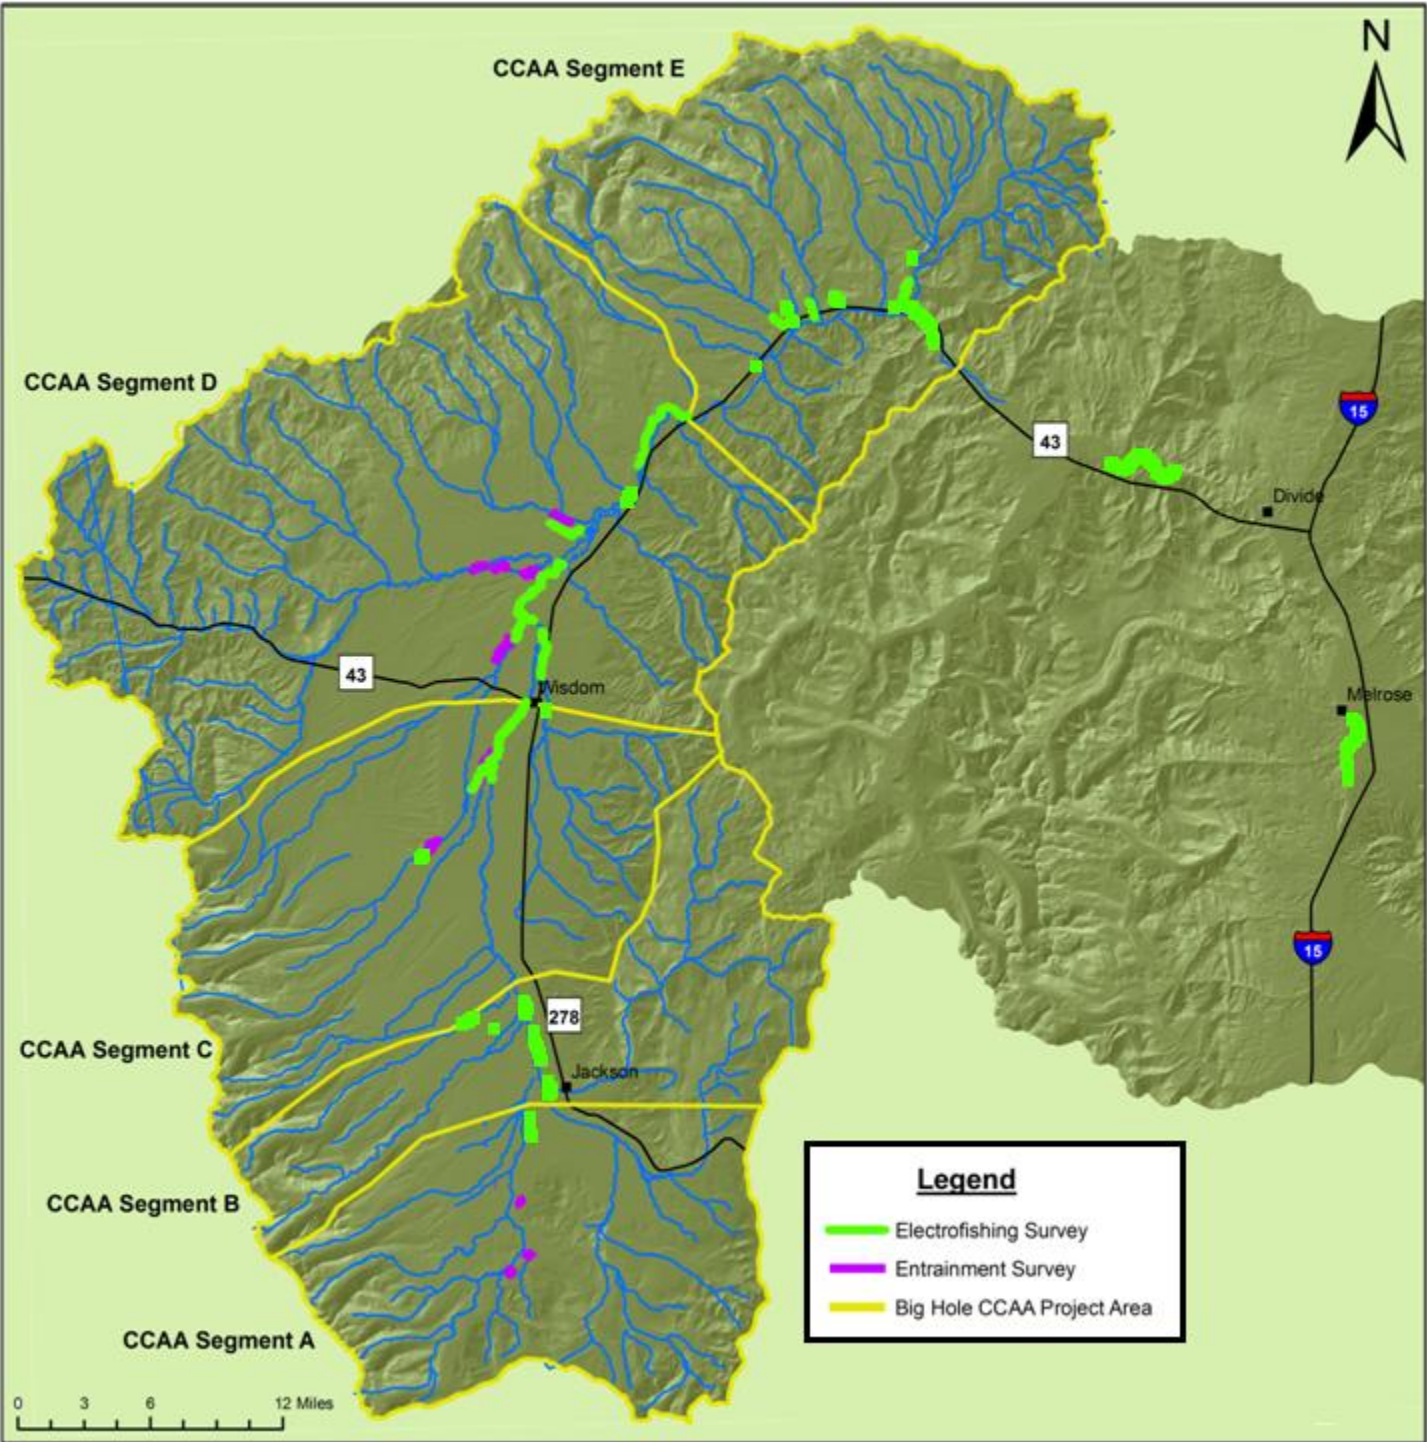 N
CCAA Segment E
CCAA Segment D
15
43
Divide
43
Wisdom
Melrose
15
278
CCAA Segment C
Jackson
CCAA Segment B
Legend
Electrofishing Survey
Entrainment Survey
Big Hole CCAA Project Area
CCAA Segment A
0 3 6 12 Miles